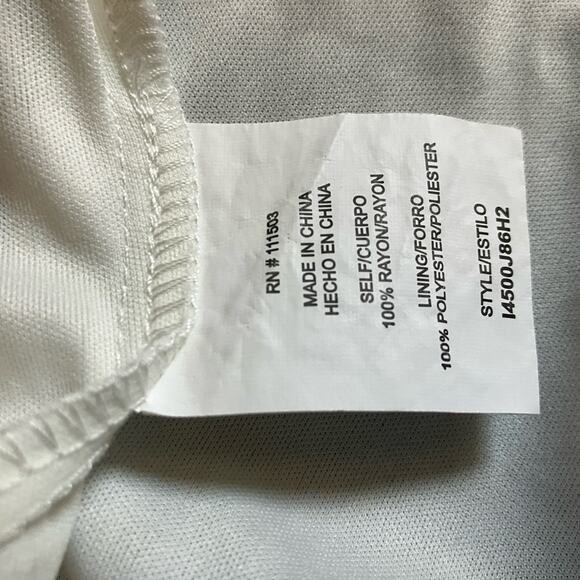 RN # 111503
MADE IN CHINA
HECHO EN CHINA
SELF/CUERPO
100% RAYON/RAYON
LINING/FORRO
100% POLYESTER/POLIESTER
STYLE/ESTILO
I4500J86H2